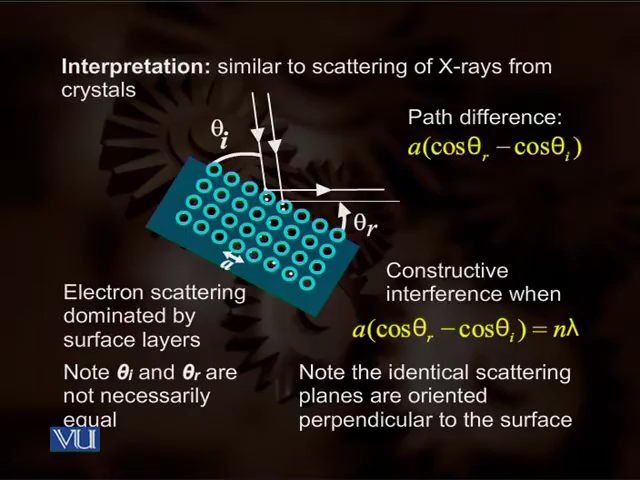 Interpretation: similar to scattering of X-rays from
crystals
Path difference:
a(cosθr − cosθi)
θi
θr
a
Electron scattering
dominated by
surface layers
Constructive
interference when
a(cosθr − cosθi) = nλ
Note θi and θr are
not necessarily
equal
Note the identical scattering
planes are oriented
perpendicular to the surface
VU